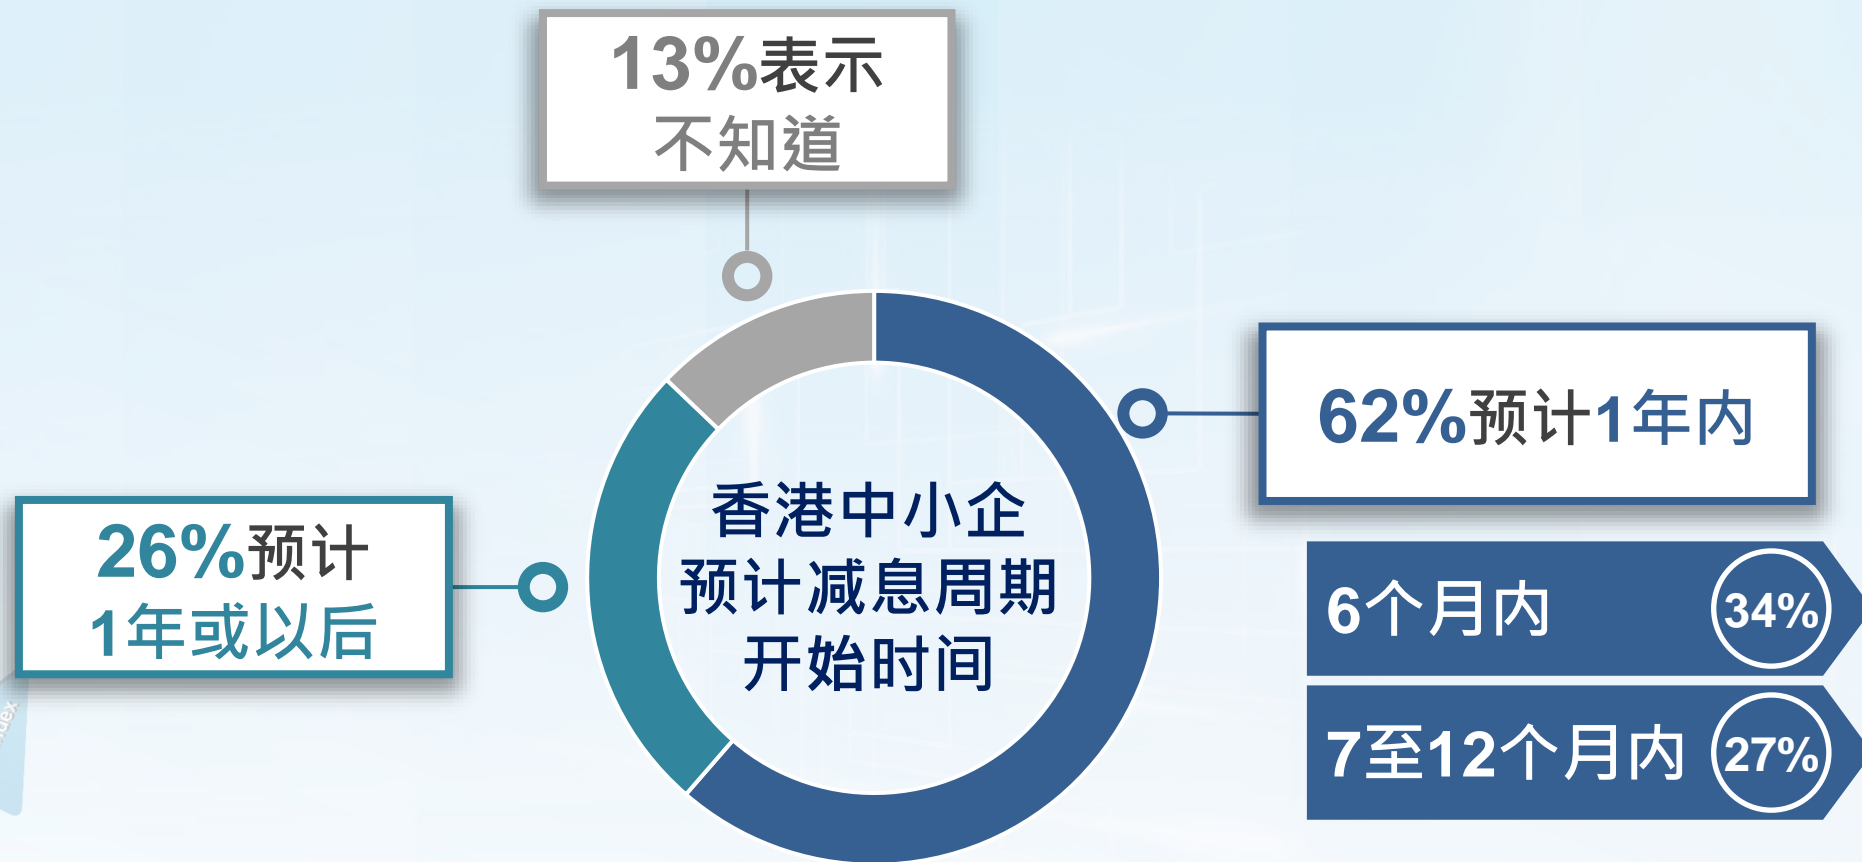 13%表示
不知道
62%预计1年内
香港中小企
预计减息周期
开始时间
26%预计
1年或以后
6个月内 34%
7至12个月内 27%